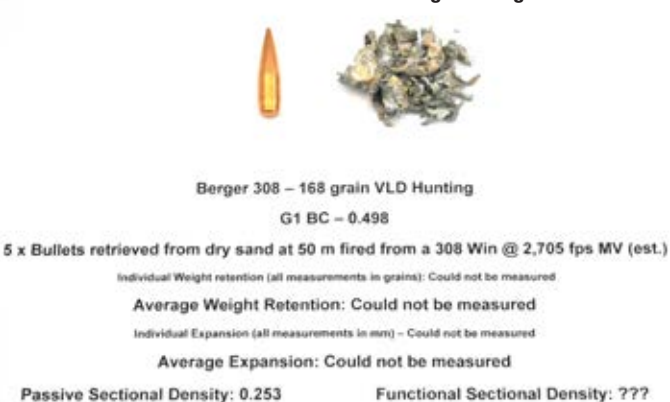 Berger 308 – 168 grain VLD Hunting
G1 BC – 0.498
5 x Bullets retrieved from dry sand at 50 m fired from a 308 Win @ 2,705 fps MV (est.)
Individual Weight retention (all measurements in grains): Could not be measured
Average Weight Retention: Could not be measured
Individual Expansion (all measurements in mm) – Could not be measured
Average Expansion: Could not be measured
Passive Sectional Density: 0.253 Functional Sectional Density: ???